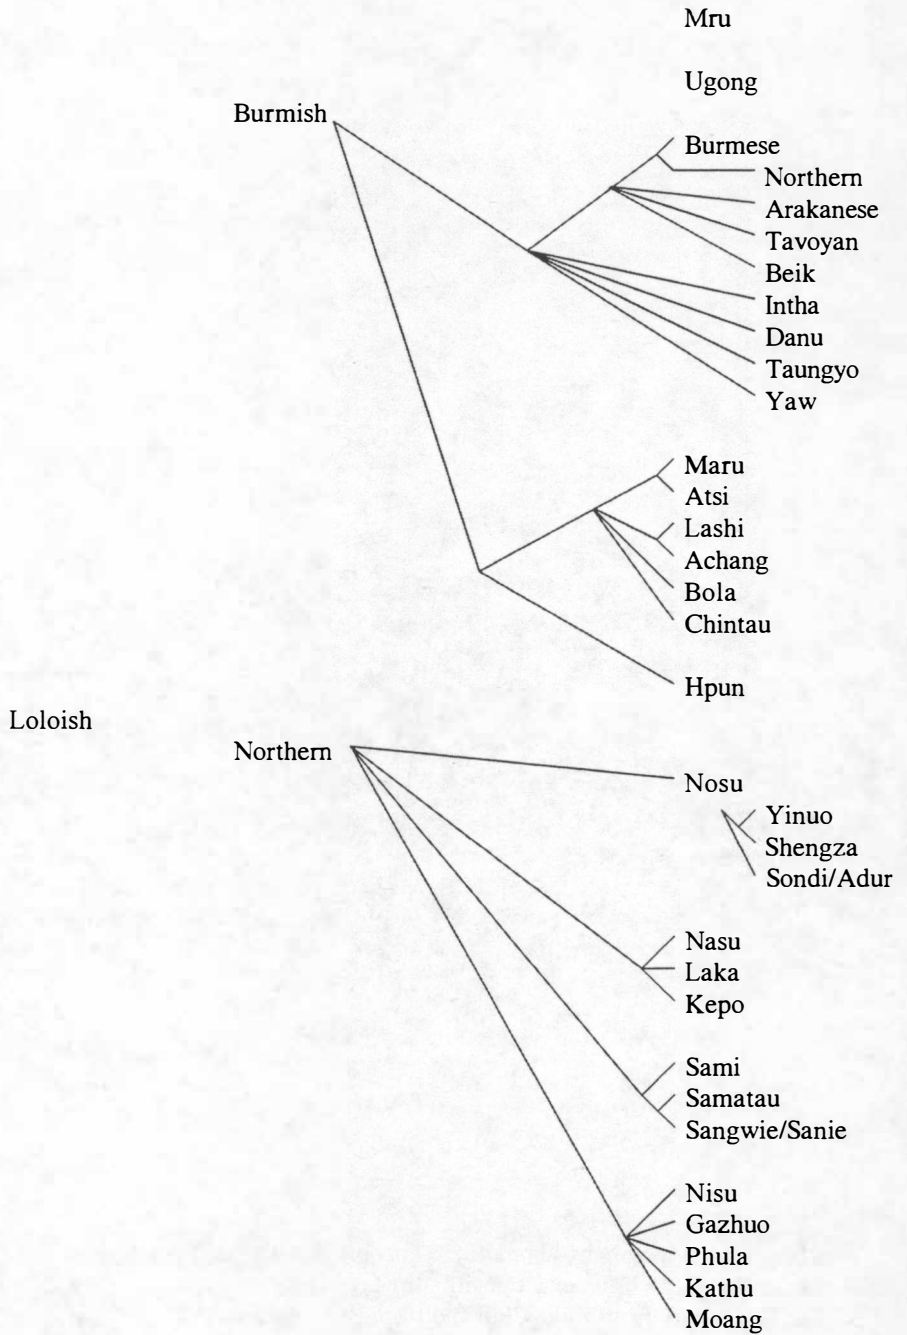 Mru
Ugong
Burmish
Burmese
Northern
Arakanese
Tavoyan
Beik
Intha
Danu
Taungyo
Yaw
Maru
Atsi
Lashi
Achang
Bola
Chintau
Hpun
Loloish
Northern
Nosu
Yinuo
Shengza
Sondi/Adur
Nasu
Laka
Kepo
Sami
Samatau
Sangwie/Sanie
Nisu
Gazhuo
Phula
Kathu
Moang